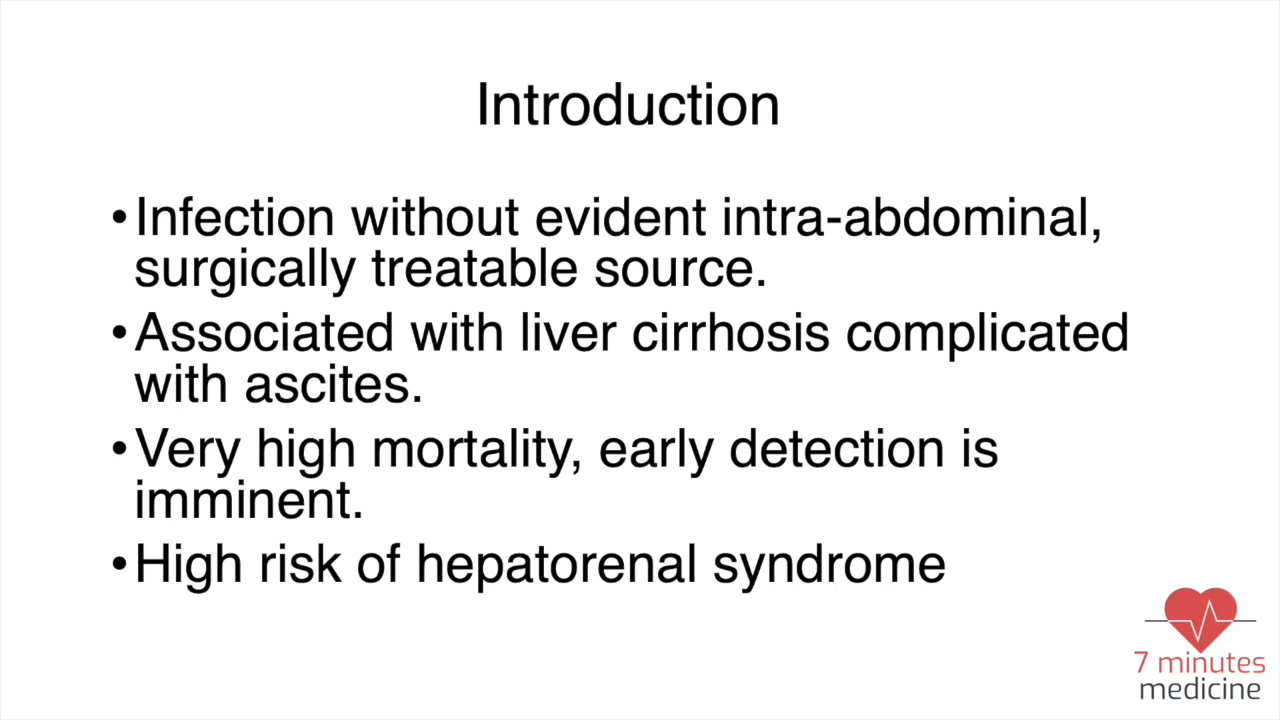 Introduction
•Infection without evident intra-abdominal,
surgically treatable source.
•Associated with liver cirrhosis complicated
with ascites.
•Very high mortality, early detection is
imminent.
•High risk of hepatorenal syndrome
7 minutes
medicine